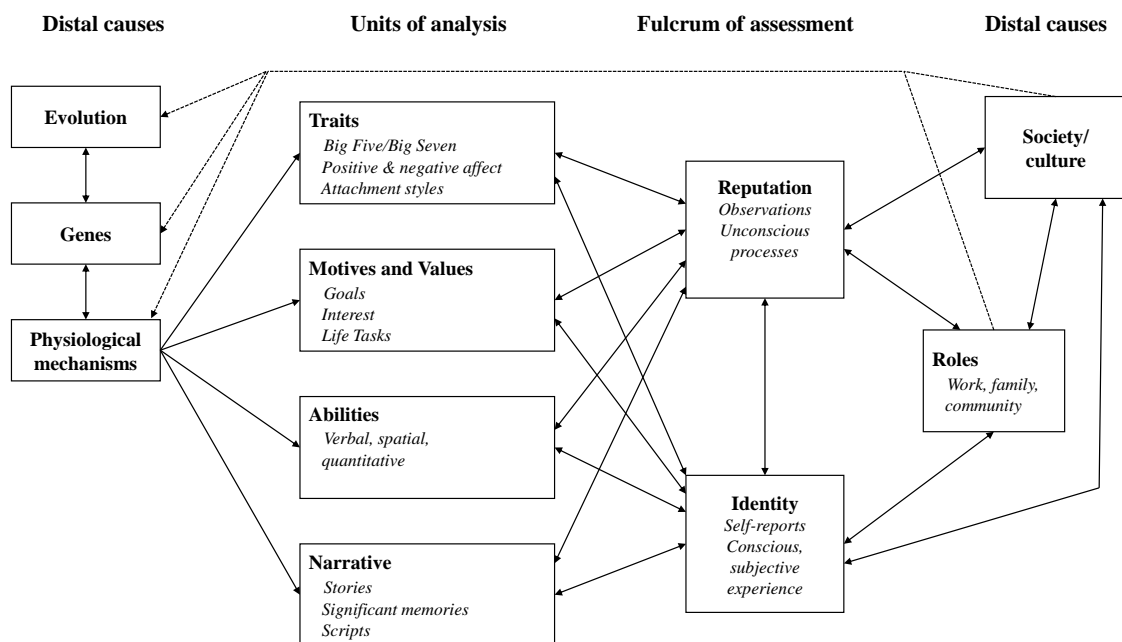 Distal causes
Units of analysis
Fulcrum of assessment
Distal causes
Evolution
Genes
Physiological
mechanisms
Traits
Big Five/Big Seven
Positive & negative affect
Attachment styles
Motives and Values
Goals
Interest
Life Tasks
Abilities
Verbal, spatial,
quantitative
Narrative
Stories
Significant memories
Scripts
Reputation
Observations
Unconscious
processes
Identity
Self-reports
Conscious,
subjective
experience
Society/
culture
Roles
Work, family,
community